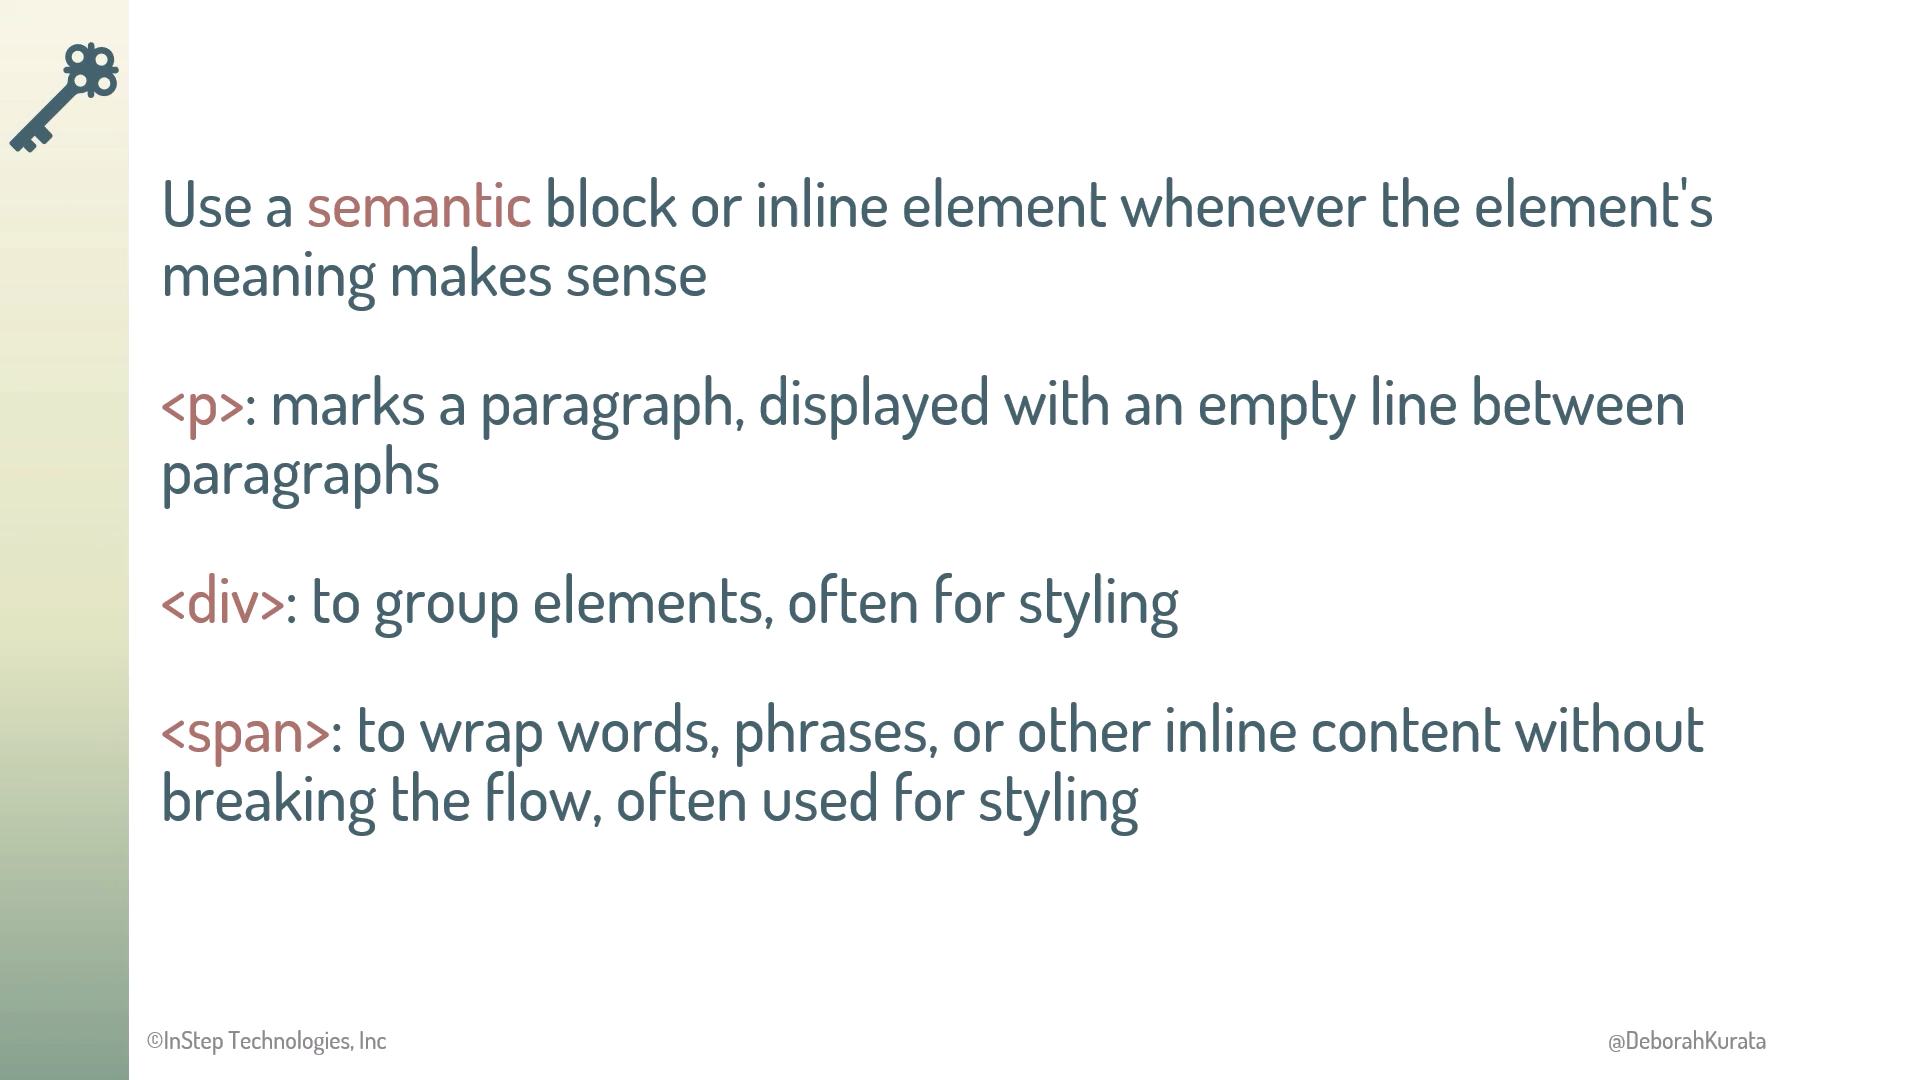 Use a semantic block or inline element whenever the element's
meaning makes sense
<p>: marks a paragraph, displayed with an empty line between
paragraphs
<div>: to group elements, often for styling
<span>: to wrap words, phrases, or other inline content without
breaking the flow, often used for styling
©InStep Technologies, Inc
@DeborahKurata